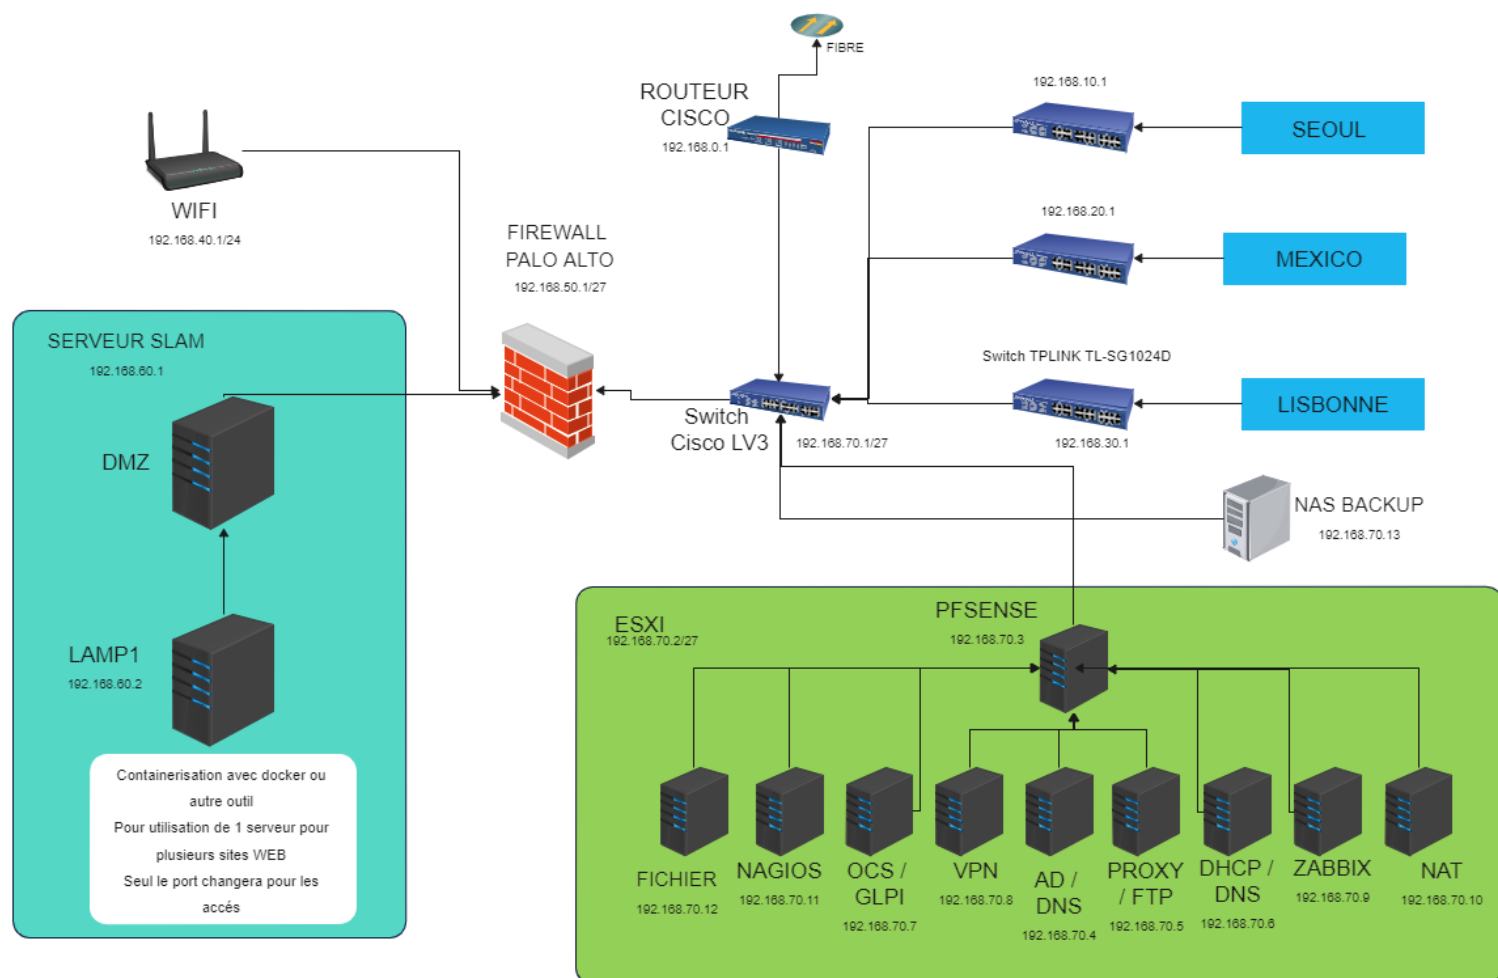 FIBRE
ROUTEUR
CISCO
192.168.0.1
192.168.10.1
SEOUL
WIFI
192.168.40.1/24
192.168.20.1
MEXICO
FIREWALL
PALO ALTO
192.168.50.1/27
SERVEUR SLAM
192.168.60.1
DMZ
Switch
Cisco LV3
192.168.70.1/27
Switch TPLINK TL-SG1024D
LISBONNE
192.168.30.1
NAS BACKUP
192.168.70.13
LAMP1
192.168.60.2
Containerisation avec docker ou
autre outil
Pour utilisation de 1 serveur pour
plusieurs sites WEB
Seul le port changera pour les
accés
ESXI
192.168.70.2/27
PFSENSE
192.168.70.3
FICHIER
192.168.70.12
NAGIOS
192.168.70.11
OCS /
GLPI
192.168.70.7
VPN
192.168.70.8
AD /
DNS
192.168.70.4
PROXY
/ FTP
192.168.70.5
DHCP /
DNS
192.168.70.6
ZABBIX
192.168.70.9
NAT
192.168.70.10